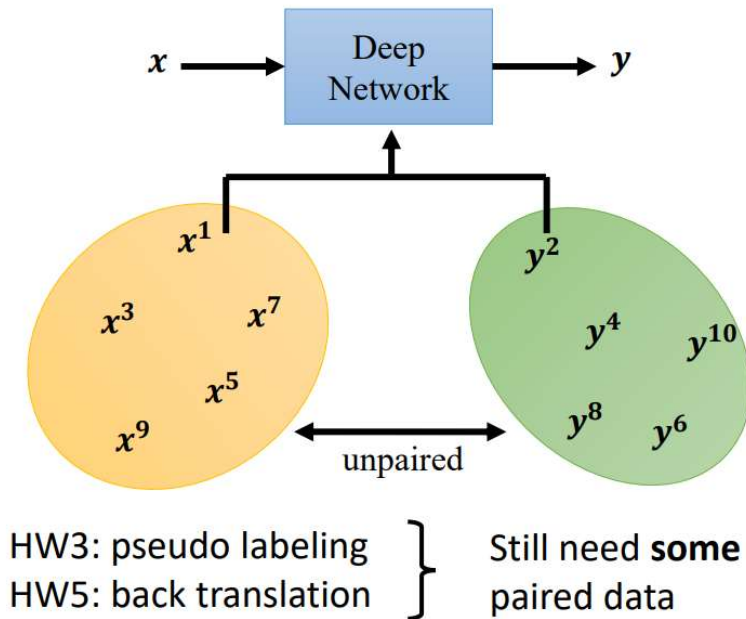 x Deep Network y
x¹
x³
x⁷
x⁵
x⁹
y²
y⁴
y¹⁰
y⁸
y⁶
unpaired
HW3: pseudo labeling
HW5: back translation
Still need some
paired data